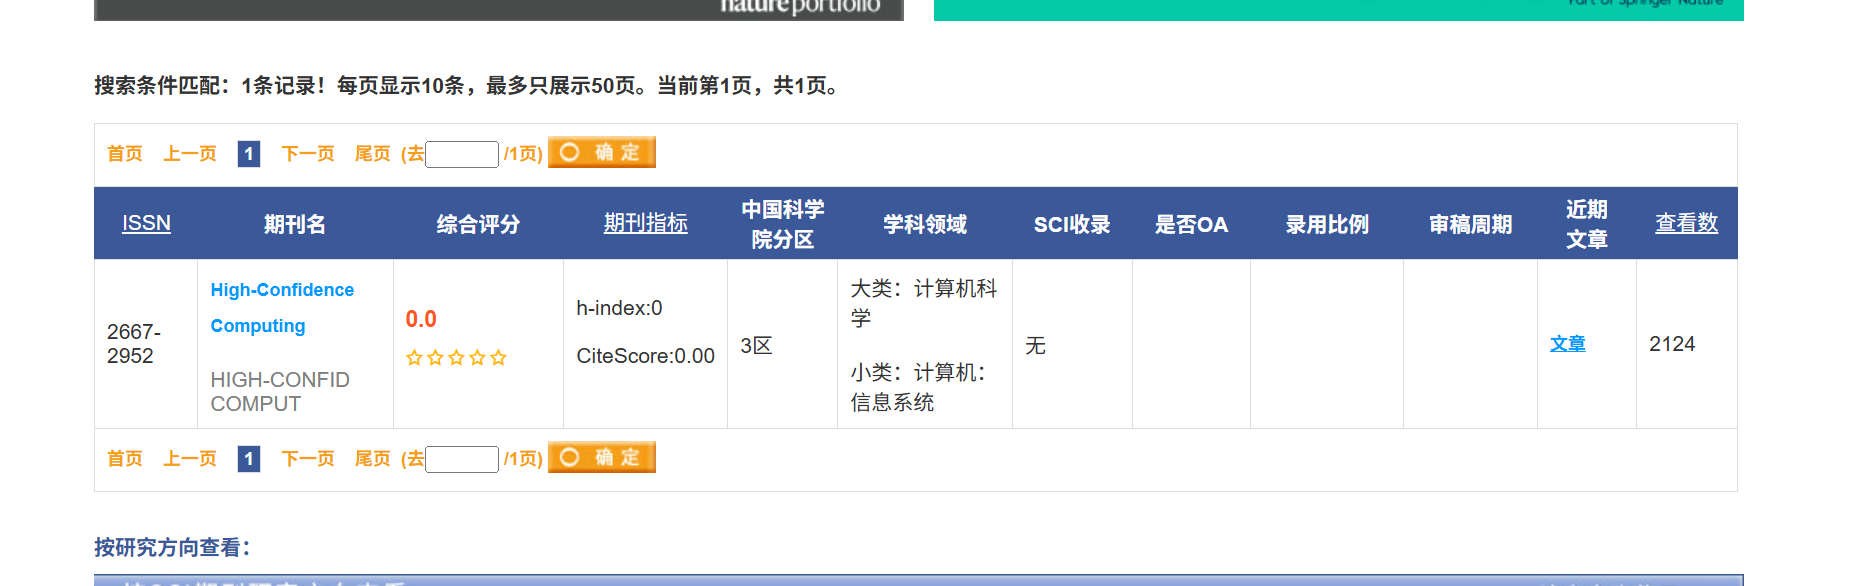 nature portfolio
Part of Springer Nature
搜索条件匹配：1条记录！每页显示10条，最多只展示50页。当前第1页，共1页。
首页 上一页 1 下一页 尾页 (去 /1页) 确 定
ISSN 期刊名 综合评分 期刊指标 中国科学院分区 学科领域 SCI收录 是否OA 录用比例 审稿周期 近期文章 查看数
2667-2952
High-Confidence
Computing
HIGH-CONFID
COMPUT
0.0
h-index:0
CiteScore:0.00
3区
大类：计算机科
学
小类：计算机：
信息系统
无
文章
2124
首页 上一页 1 下一页 尾页 (去 /1页) 确 定
按研究方向查看：